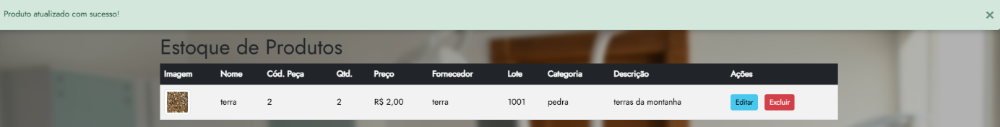 Produto atualizado com sucesso! ×
Estoque de Produtos
Imagem Nome Cód. Peça Qtd. Preço Fornecedor Lote Categoria Descrição Ações
terra 2 2 R$ 2,00 terra 1001 pedra terras da montanha Editar Excluir